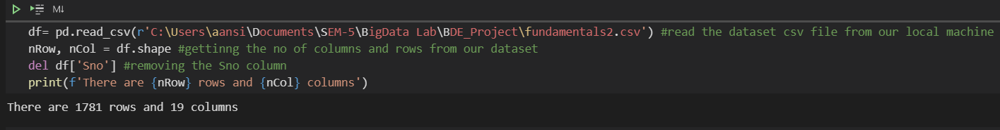 M↓
df= pd.read_csv(r'C:\Users\aansi\Documents\SEM-5\BigData Lab\BDE_Project\fundamentals2.csv') #read the dataset csv file from our local machine
nRow, nCol = df.shape #gettinng the no of columns and rows from our dataset
del df['Sno'] #removing the Sno column
print(f'There are {nRow} rows and {nCol} columns')
There are 1781 rows and 19 columns